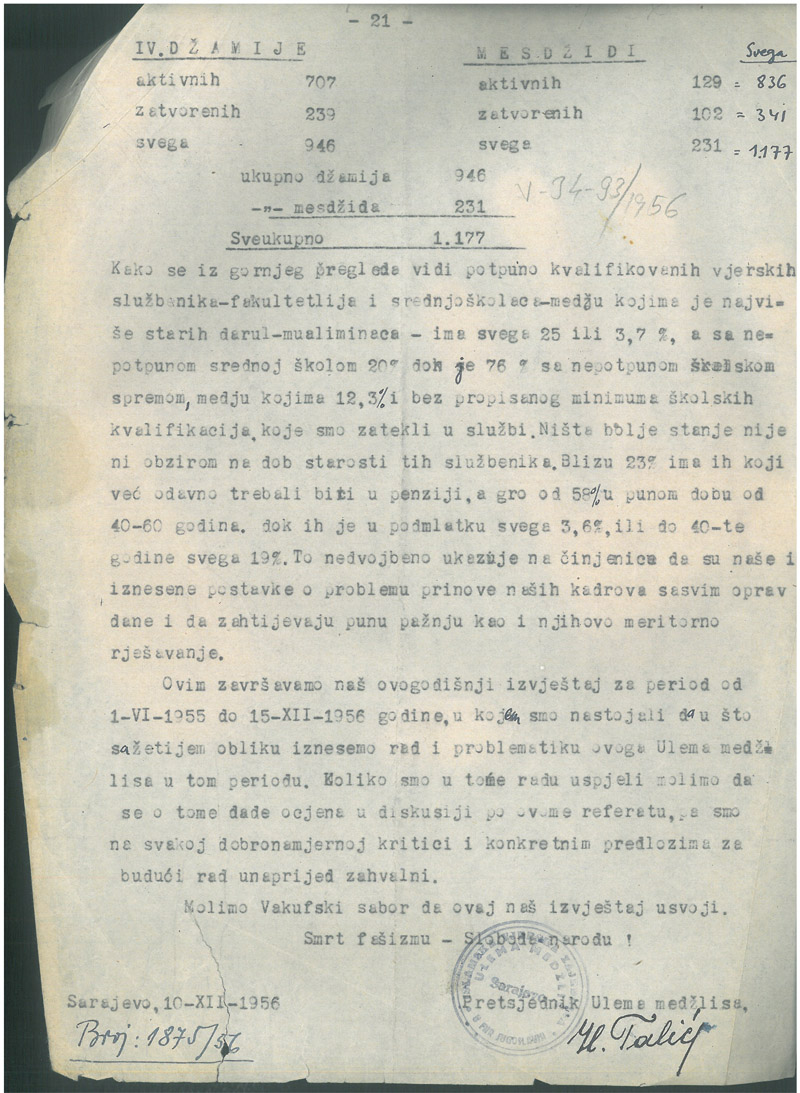 - 21 -
IV. DŽAMIJE MESDŽIDI Svega
aktivnih 707 aktivnih 129 = 836
zatvorenih 239 zatvorenih 102 = 341
svega 946 svega 231 = 1.177
ukupno džamija 946
V-34-93/1956
-"- mesdžida 231
Sveukupno 1.177
Kako se iz gornjeg pregleda vidi potpuno kvalifikovanih vjerskih
službenika-fakultetlija i srednjoškolaca-medžu kojima je najvi=
še starih darul-mualiminaca - ima svega 25 ili 3,7 %, a sa ne=
potpunom srednoj školom 20% dok je 76 % sa nepotpunom školskom
spremom, medju kojima 12,3% i bez propisanog minimuma školskih
kvalifikacija, koje smo zatekli u službi. Ništa bolje stanje nije
ni obzirom na dob starosti tih službenika. Blizu 23% ima ih koji
već odavno trebali biti u penziji, a gro od 58% u punom dobu od
40-60 godina. dok ih je u podmlatku svega 3,6%, ili do 40-te
godine svega 19%. To nedvojbeno ukazuje na činjenice da su naše i
iznesene postavke o problemu prinove naših kadrova sasvim oprav
dane i da zahtijevaju punu pažnju kao i njihovo meritorno
rješavanje.
Ovim završavamo naš ovogodišnji izvještaj za period od
1-VI-1955 do 15-XII-1956 godine, u kojem smo nastojali da u što
sažetijem obliku iznesemo rad i problematiku ovoga Ulema medž=
lisa u tom periodu. Koliko smo u tome radu uspjeli molimo da
se o tome dade ocjena u diskusiji po ovome referatu, pa smo
na svakoj dobronamjernoj kritici i konkretnim predlozima za
budući rad unaprijed zahvalni.
Molimo Vakufski sabor da ovaj naš izvještaj usvoji.
Smrt fašizmu - Sloboda narodu !
ULEMA MEDŽLIS
Sarajevo
Sarajevo, 10-XII-1956 Pretsjednik Ulema medžlisa,
Broj: 1875/56 H. Talić